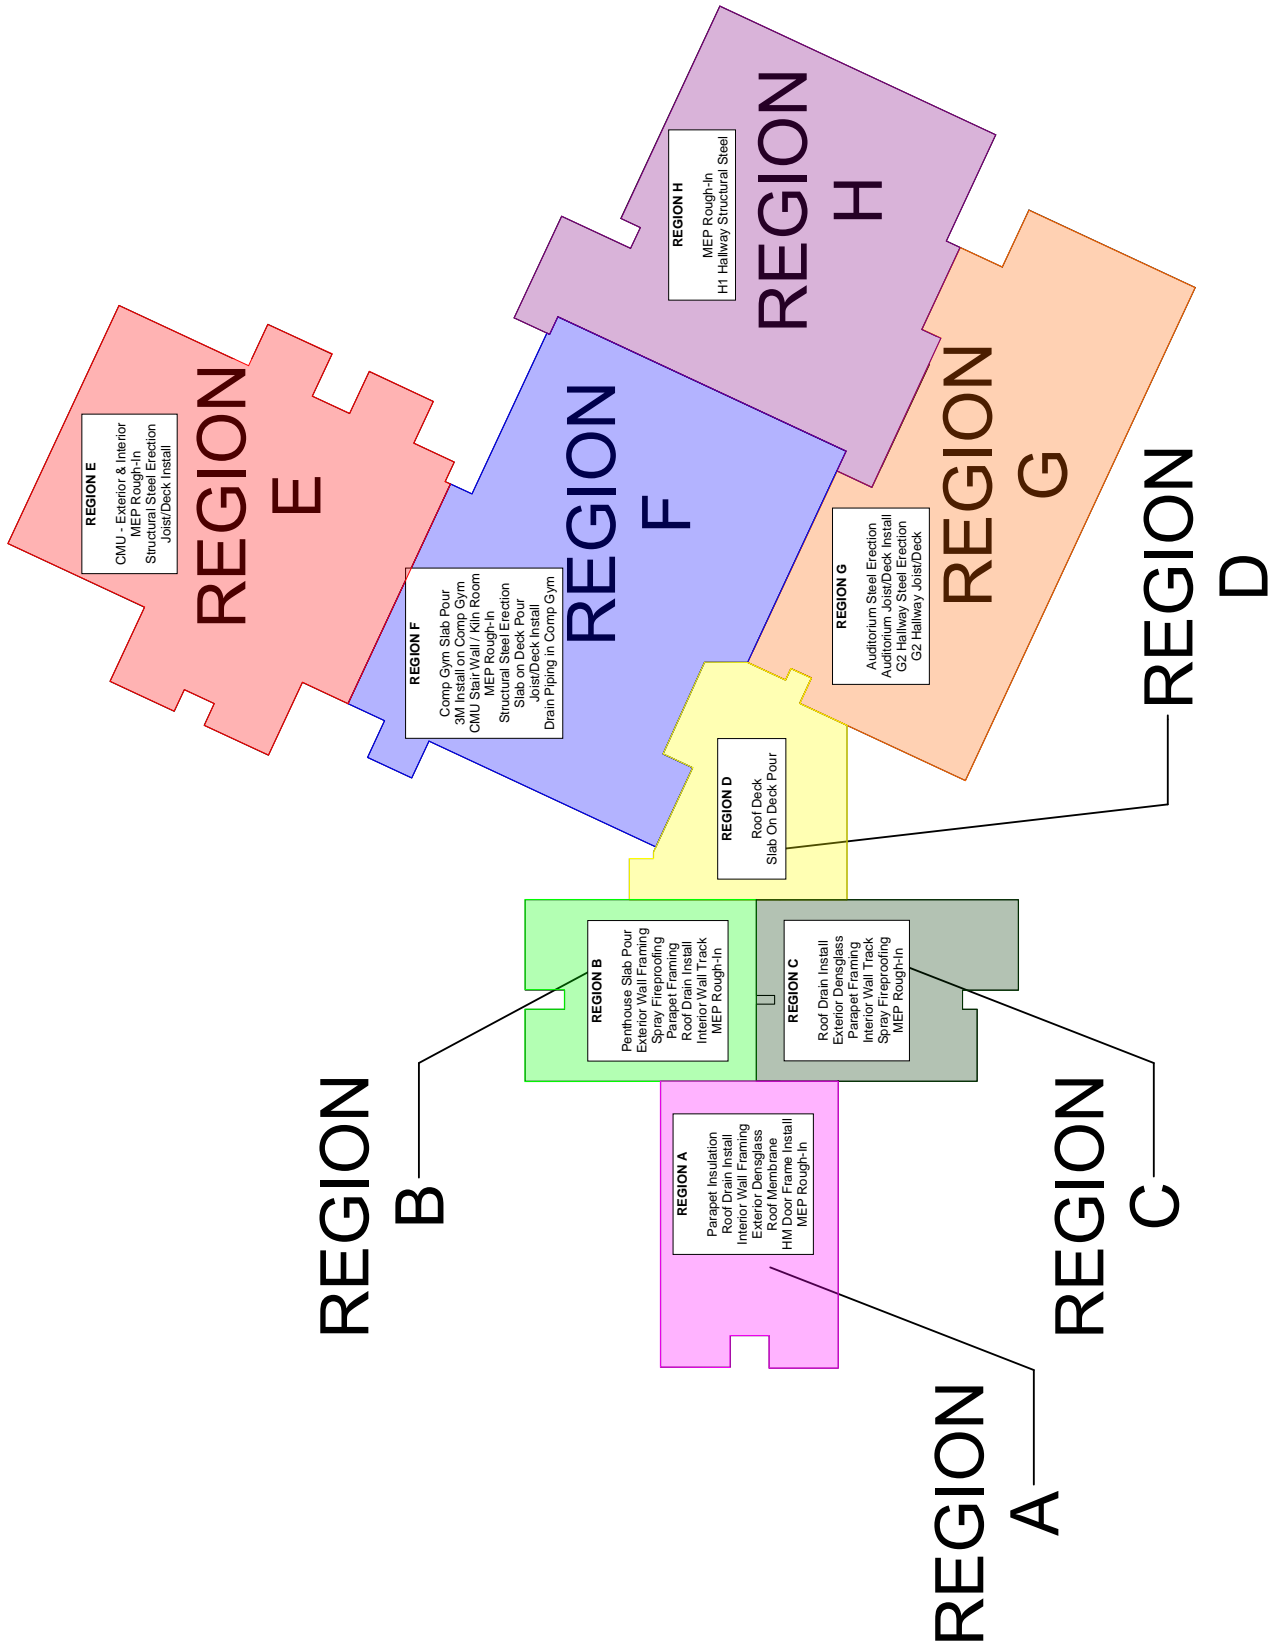 REGION
A
REGION A
Parapet Insulation
Roof Drain Install
Interior Wall Framing
Exterior Densglass
Roof Membrane
HM Door Frame Install
MEP Rough-In
REGION
B
REGION B
Penthouse Slab Pour
Exterior Wall Framing
Spray Fireproofing
Parapet Framing
Roof Drain Install
Interior Wall Track
MEP Rough-In
REGION
C
REGION C
Roof Drain Install
Exterior Densglass
Parapet Framing
Interior Wall Track
Spray Fireproofing
MEP Rough-In
REGION
D
REGION D
Roof Deck
Slab On Deck Pour
REGION
E
REGION E
CMU - Exterior & Interior
MEP Rough-In
Structural Steel Erection
Joist/Deck Install
REGION
F
REGION F
Comp Gym Slab Pour
3M Install on Comp Gym
CMU Stair Wall / Kiln Room
MEP Rough-In
Structural Steel Erection
Slab on Deck Pour
Joist/Deck Install
Drain Piping in Comp Gym
REGION
G
REGION G
Auditorium Steel Erection
Auditorium Joist/Deck Install
G2 Hallway Steel Erection
G2 Hallway Joist/Deck
REGION
H
REGION H
MEP Rough-In
H1 Hallway Structural Steel